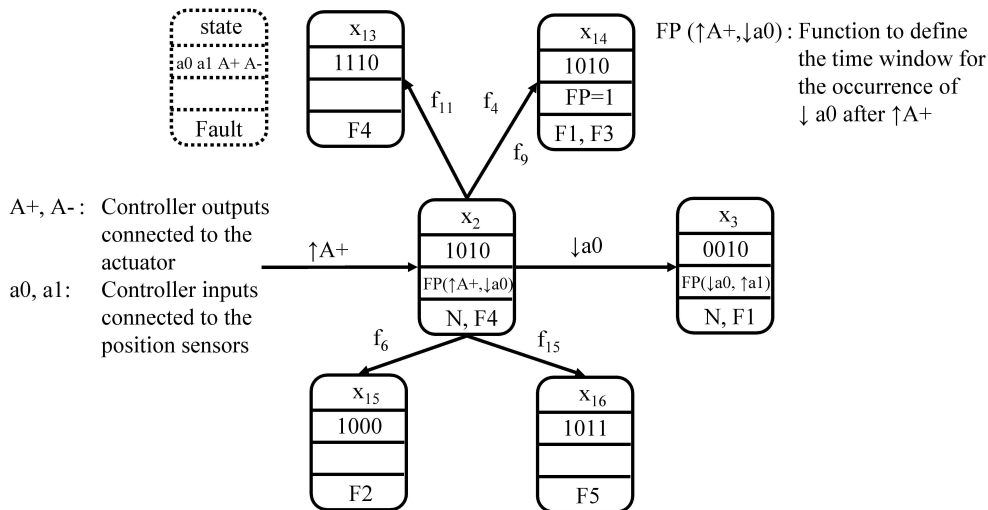 state
a0 a1 A+ A-
Fault
x13
1110
F4
x14
1010
FP=1
F1, F3
FP (↑A+,↓a0) : Function to define
the time window for
the occurrence of
↓ a0 after ↑A+
f11
f4
f9
A+, A- : Controller outputs
connected to the
actuator
a0, a1: Controller inputs
connected to the
position sensors
↑A+
x2
1010
FP(↑A+,↓a0)
N, F4
↓a0
x3
0010
FP(↓a0, ↑a1)
N, F1
f6
f15
x15
1000
F2
x16
1011
F5